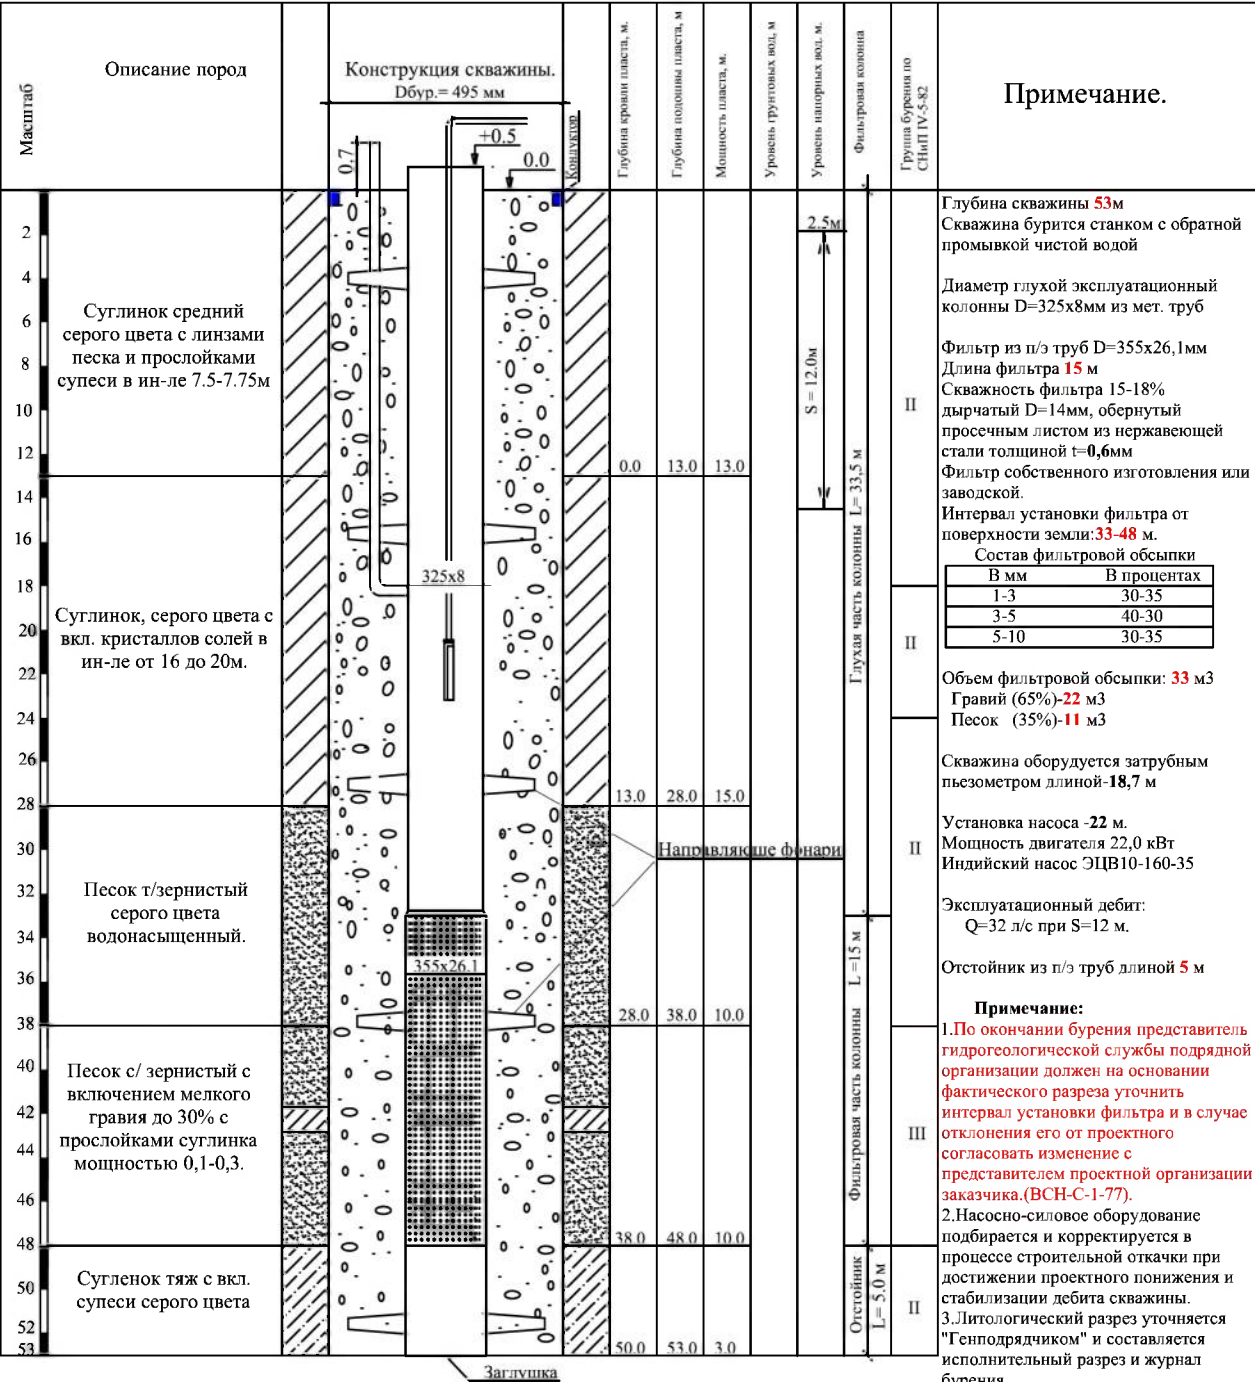 Масштаб
Описание пород
Конструкция скважины.
Dбур.= 495 мм
Кондуктор
0.7
+0.5
0.0
Глубина кровли пласта, м.
Глубина подошвы пласта, м
Мощность пласта, м.
Уровень грунтовых вод, м
Уровень напорных вод. м.
Фильтровая колонна
Группа бурения по
СНиП IV-5-82
Примечание.
2
4
6
8
10
12
14
16
18
20
22
24
26
28
30
32
34
36
38
40
42
44
46
48
50
52
53
Суглинок средний
серого цвета с линзами
песка и прослойками
супеси в ин-ле 7.5-7.75м
Суглинок, серого цвета с
вкл. кристаллов солей в
ин-ле от 16 до 20м.
Песок т/зернистый
серого цвета
водонасыщенный.
Песок с/ зернистый с
включением мелкого
гравия до 30% с
прослойками суглинка
мощностью 0,1-0,3.
Сугленок тяж с вкл.
супеси серого цвета
325х8
355х26.1
Заглушка
0.0 13.0 13.0
13.0 28.0 15.0
Направляюше фонари
28.0 38.0 10.0
38.0 48.0 10.0
50.0 53.0 3.0
2.5м
S = 12.0м
Глухая часть колонны L= 33,5 м
Фильтровая часть колонны L =15 м
Отстойник
L= 5.0 м
II
II
II
III
II
Глубина скважины 53м
Скважина бурится станком с обратной
промывкой чистой водой
Диаметр глухой эксплуатационный
колонны D=325х8мм из мет. труб
Фильтр из п/э труб D=355х26,1мм
Длина фильтра 15 м
Скважность фильтра 15-18%
дырчатый D=14мм, обернутый
просечным листом из нержавеющей
стали толщиной t=0,6мм
Фильтр собственного изготовления или
заводской.
Интервал установки фильтра от
поверхности земли:33-48 м.
Состав фильтровой обсыпки
В мм В процентах
1-3 30-35
3-5 40-30
5-10 30-35
Объем фильтровой обсыпки: 33 м3
Гравий (65%)-22 м3
Песок (35%)-11 м3
Скважина оборудуется затрубным
пьезометром длиной-18,7 м
Установка насоса -22 м.
Мощность двигателя 22,0 кВт
Индийский насос ЭЦВ10-160-35
Эксплуатационный дебит:
Q=32 л/с при S=12 м.
Отстойник из п/э труб длиной 5 м
Примечание:
1.По окончании бурения представитель
гидрогеологической службы подрядной
организации должен на основании
фактического разреза уточнить
интервал установки фильтра и в случае
отклонения его от проектного
согласовать изменение с
представителем проектной организации
заказчика.(ВСН-С-1-77).
2.Насосно-силовое оборудование
подбирается и корректируется в
процессе строительной откачки при
достижении проектного понижения и
стабилизации дебита скважины.
3.Литологический разрез уточняется
"Генподрядчиком" и составляется
исполнительный разрез и журнал
бурения